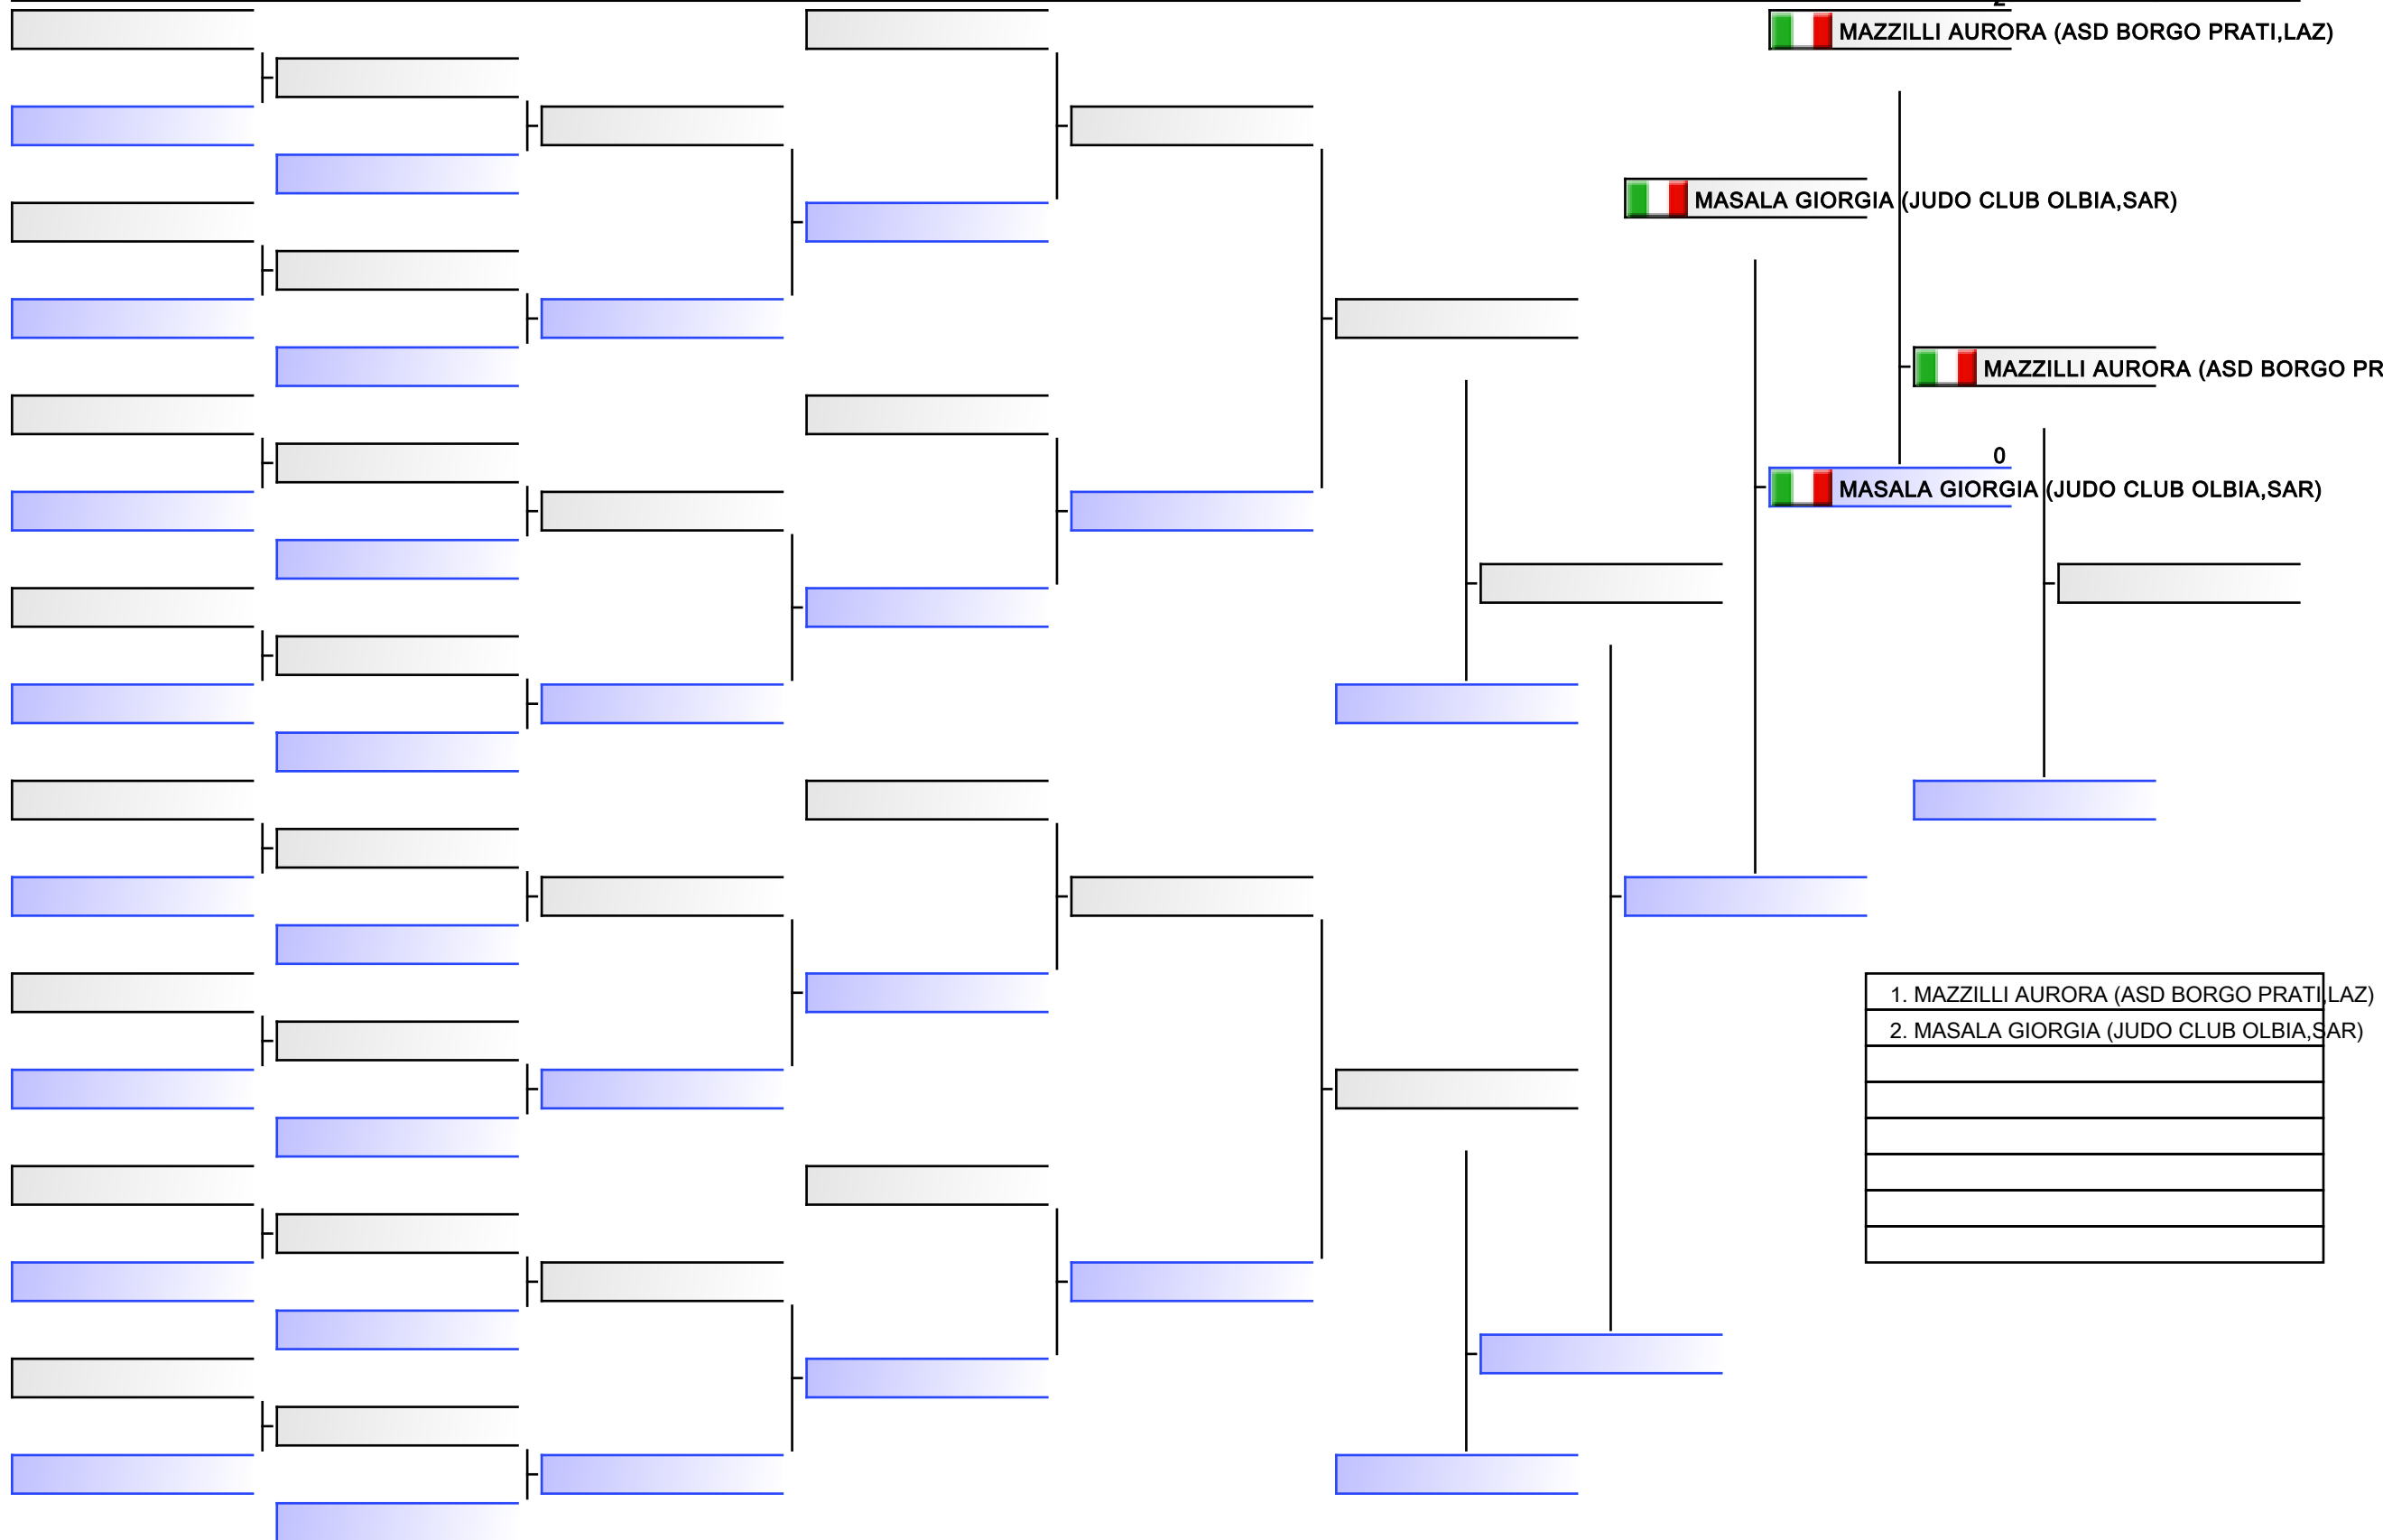 MAZZILLI AURORA (ASD BORGO PRATI,LAZ)
MASALA GIORGIA (JUDO CLUB OLBIA,SAR)
MAZZILLI AURORA (ASD BORGO PR
0
MASALA GIORGIA (JUDO CLUB OLBIA,SAR)
1. MAZZILLI AURORA (ASD BORGO PRATI,LAZ)
2. MASALA GIORGIA (JUDO CLUB OLBIA,SAR)